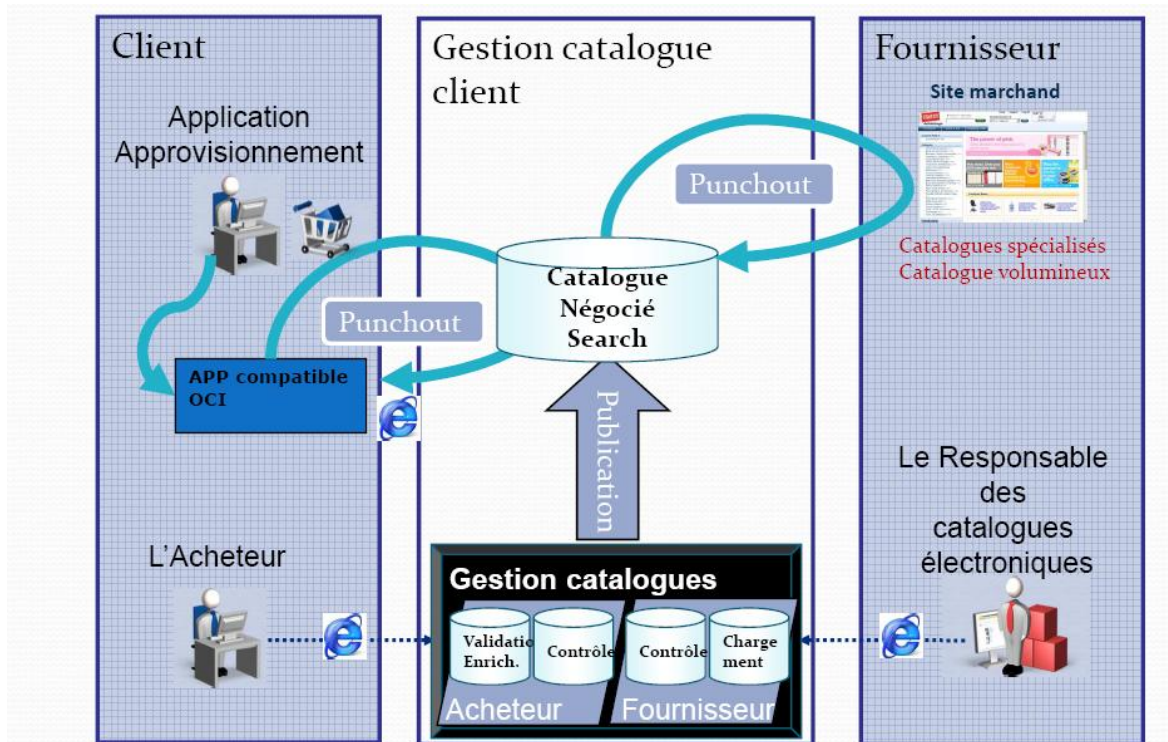 Client
Application
Approvisionnement
Punchout
APP compatible
OCI
L'Acheteur
Gestion catalogue
client
Punchout
Catalogue
Négocié
Search
Publication
Gestion catalogues
Validatio
Enrich.
Contrôle
Contrôle
Charge
ment
Acheteur
Fournisseur
Fournisseur
Site marchand
Catalogues spécialisés
Catalogue volumineux
Le Responsable
des
catalogues
électroniques